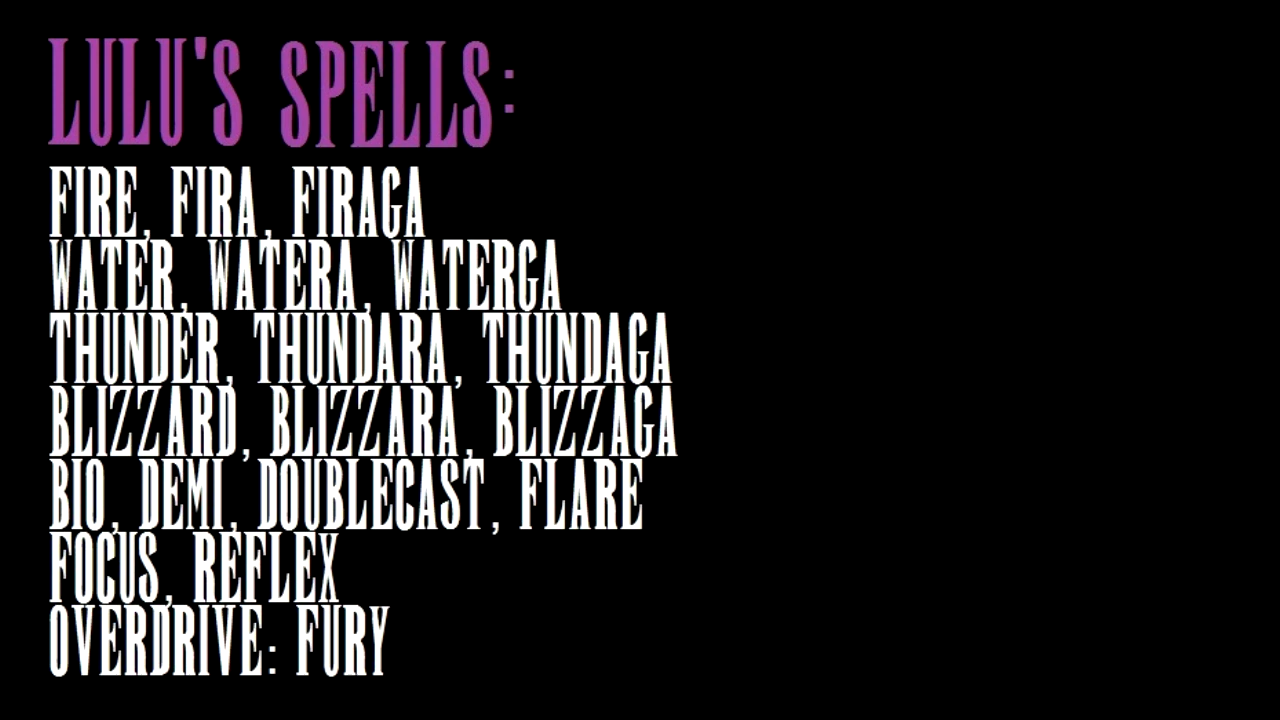 LULU'S SPELLS:
FIRE, FIRA, FIRAGA
WATER, WATERA, WATERGA
THUNDER, THUNDARA, THUNDAGA
BLIZZARD, BLIZZARA, BLIZZAGA
BIO, DEMI, DOUBLECAST, FLARE
FOCUS, REFLEX
OVERDRIVE: FURY